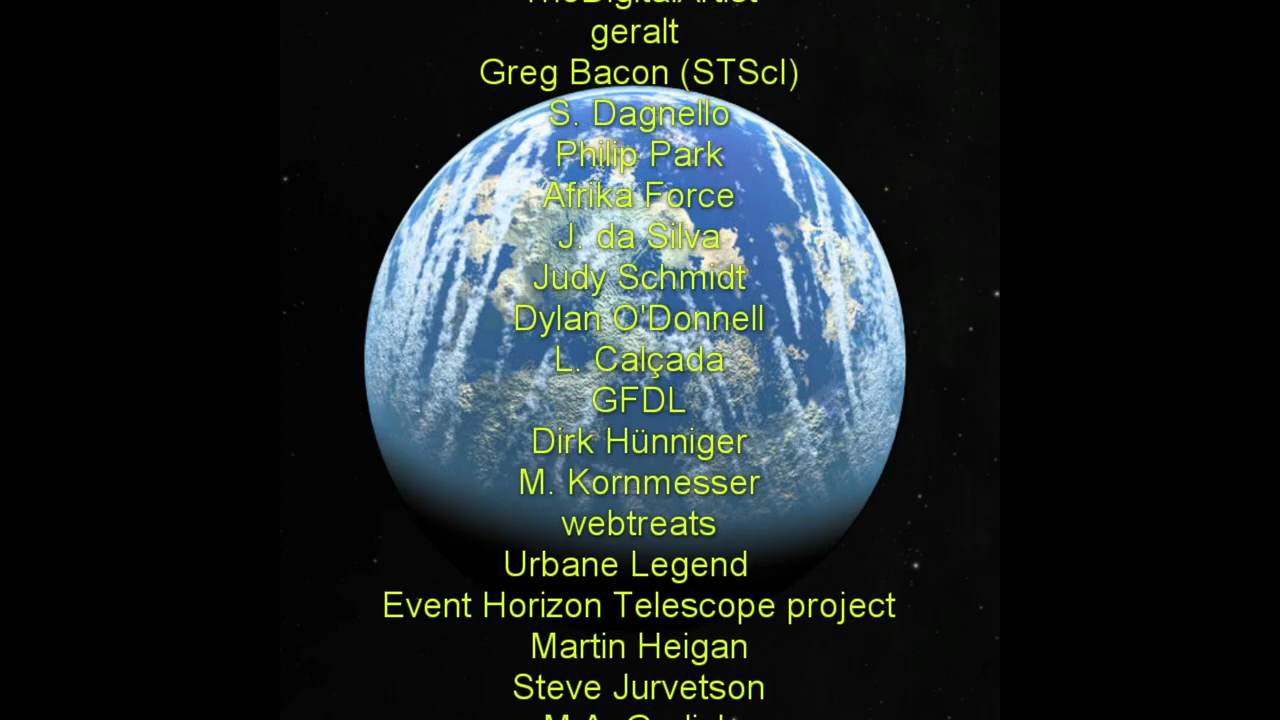 TheDigitalArtist
geralt
Greg Bacon (STScI)
S. Dagnello
Philip Park
Afrika Force
J. da Silva
Judy Schmidt
Dylan O'Donnell
L. Calçada
GFDL
Dirk Hünniger
M. Kornmesser
webtreats
Urbane Legend
Event Horizon Telescope project
Martin Heigan
Steve Jurvetson
M.A.